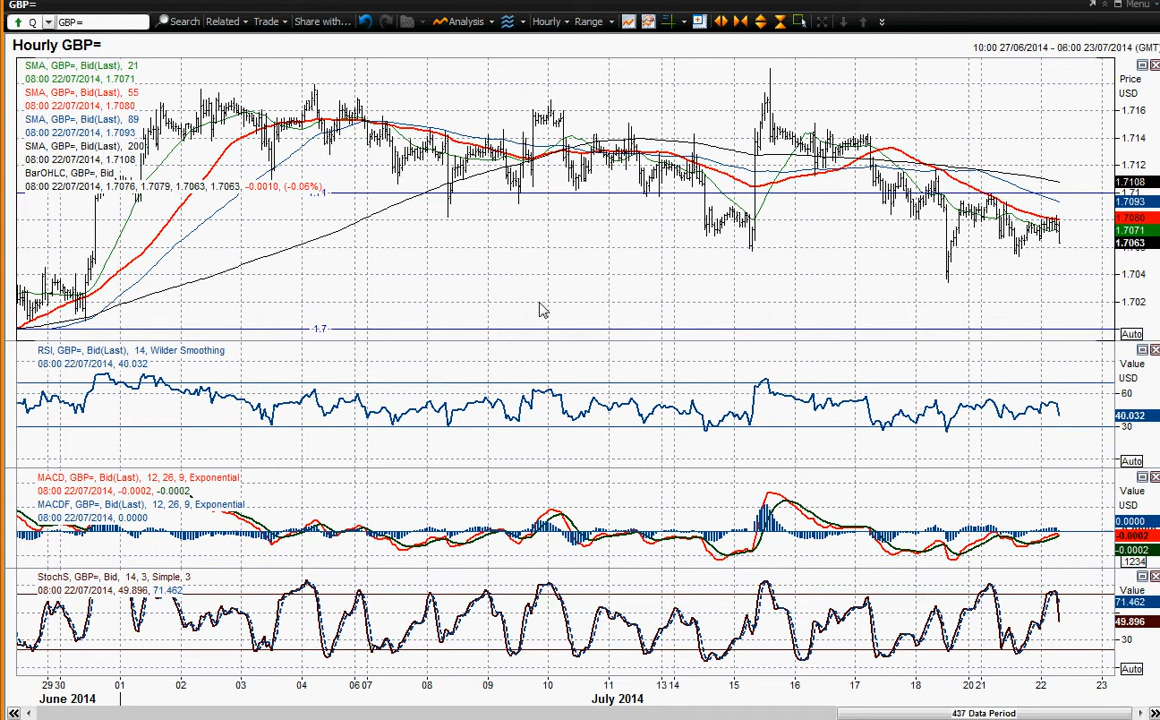 GBP=
Menu
Q GBP= Search Related Trade Share with... Analysis Hourly Range
Hourly GBP=
10:00 27/06/2014 - 06:00 23/07/2014 (GMT)
SMA, GBP=, Bid(Last), 21
08:00 22/07/2014, 1.7071
SMA, GBP=, Bid(Last), 55
08:00 22/07/2014, 1.7080
SMA, GBP=, Bid(Last), 89
08:00 22/07/2014, 1.7093
SMA, GBP=, Bid(Last), 200
08:00 22/07/2014, 1.7108
BarOHLC, GBP=, Bid
08:00 22/07/2014, 1.7076, 1.7079, 1.7063, 1.7063, -0.0010, (-0.06%)
Price
USD
1.716
1.714
1.712
1.7108
1.71
1.7093
1.7080
1.7071
1.7063
1.704
1.702
1.7
Auto
RSI, GBP=, Bid(Last), 14, Wilder Smoothing
08:00 22/07/2014, 40.032
Value
USD
60
40.032
30
Auto
MACD, GBP=, Bid(Last), 12, 26, 9, Exponential
08:00 22/07/2014, -0.0002, -0.0002
MACDF, GBP=, Bid(Last), 12, 26, 9, Exponential
08:00 22/07/2014, 0.0000
Value
USD
0.0000
-0.0002
-0.0002
.1234
StochS, GBP=, Bid, 14, 3, Simple, 3
08:00 22/07/2014, 49.896, 71.462
Value
71.462
49.896
30
Auto
29 30 01 02 03 04 06 07 08 09 10 11 13 14 15 16 17 18 20 21 22 23
June 2014 July 2014
437 Data Period